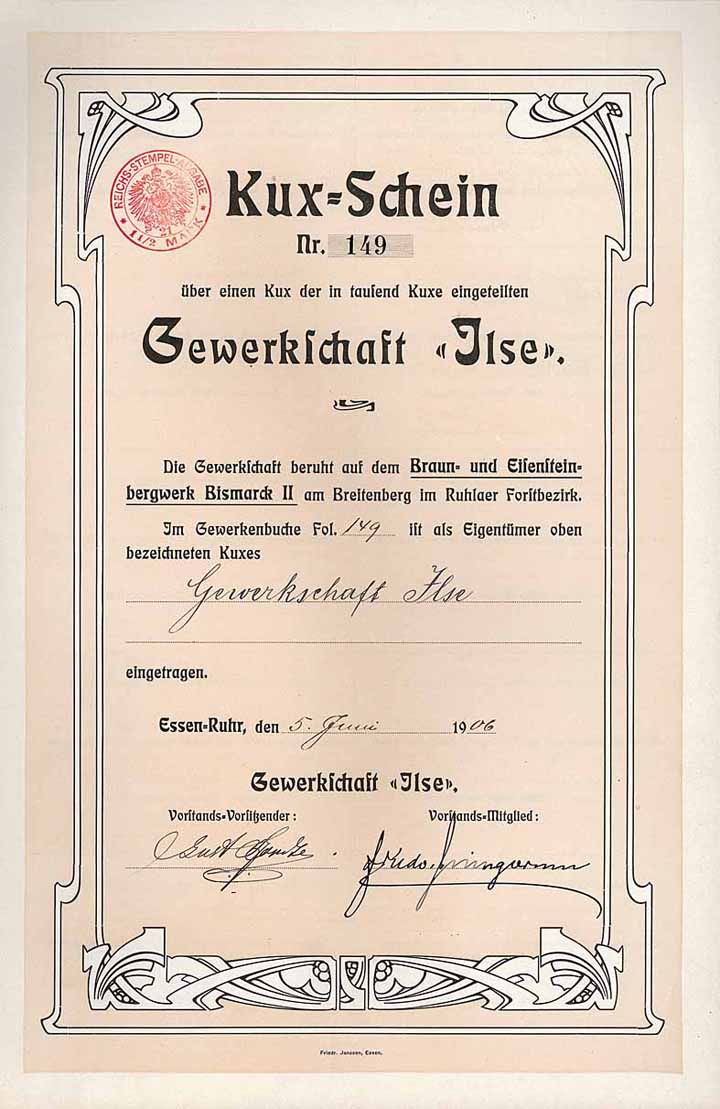 REICHS-STEMPEL-ABGABE
21
1 1/2 MARK
Kux-Schein
Nr. 149
über einen Kux der in tausend Kuxe eingeteilten
Gewerkschaft «Ilse».
Die Gewerkschaft beruht auf dem Braun- und Eisenstein-
bergwerk Bismarck II am Breitenberg im Ruhlaer Forstbezirk.
Im Gewerkenbuche Fol. 149 ist als Eigentümer oben
bezeichneten Kuxes
Gewerkschaft Ilse
eingetragen.
Essen-Ruhr, den 5. Juni 1906
Gewerkschaft «Ilse».
Vorstands-Vorsitzender: Vorstands-Mitglied:
Friedr. Janssen, Essen.